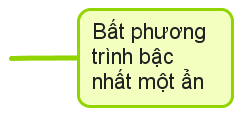 Bất phương
trình bậc
nhất một ẩn